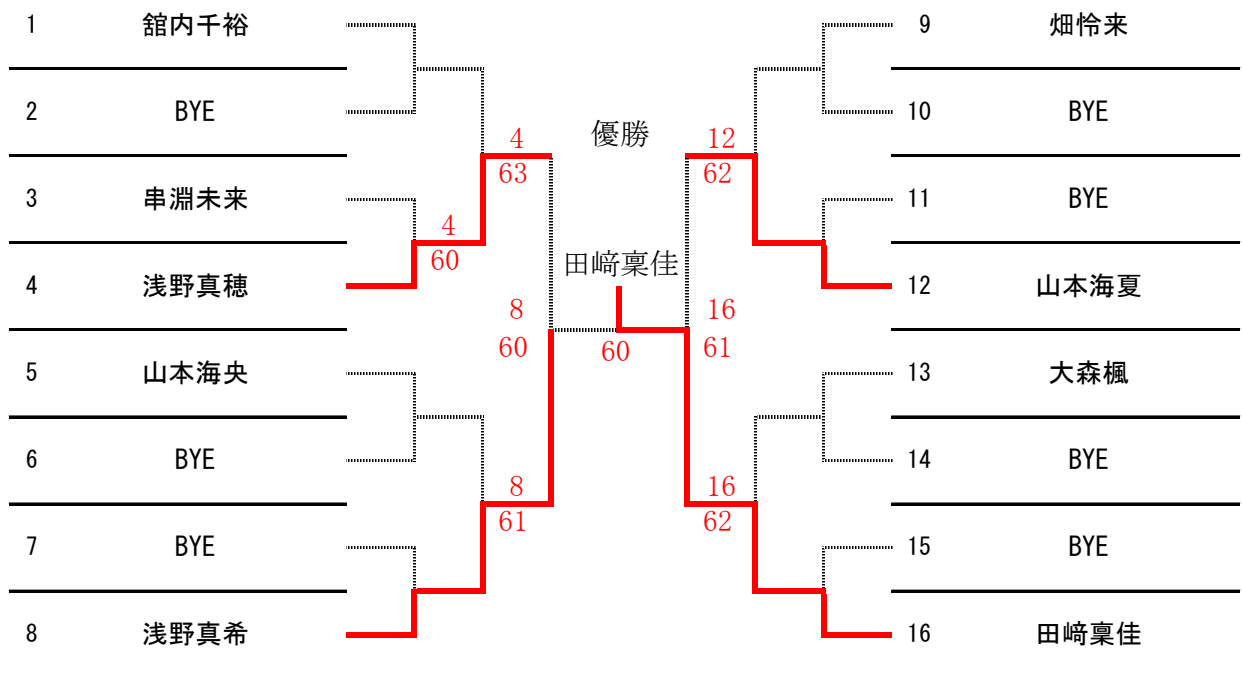 1 舘内千裕
2 BYE
3 串淵未来
4 浅野真穂
5 山本海央
6 BYE
7 BYE
8 浅野真希
4
60
4
63
8
61
8
60
優勝
田﨑稟佳
60
12
62
16
61
16
62
9 畑怜来
10 BYE
11 BYE
12 山本海夏
13 大森楓
14 BYE
15 BYE
16 田﨑稟佳